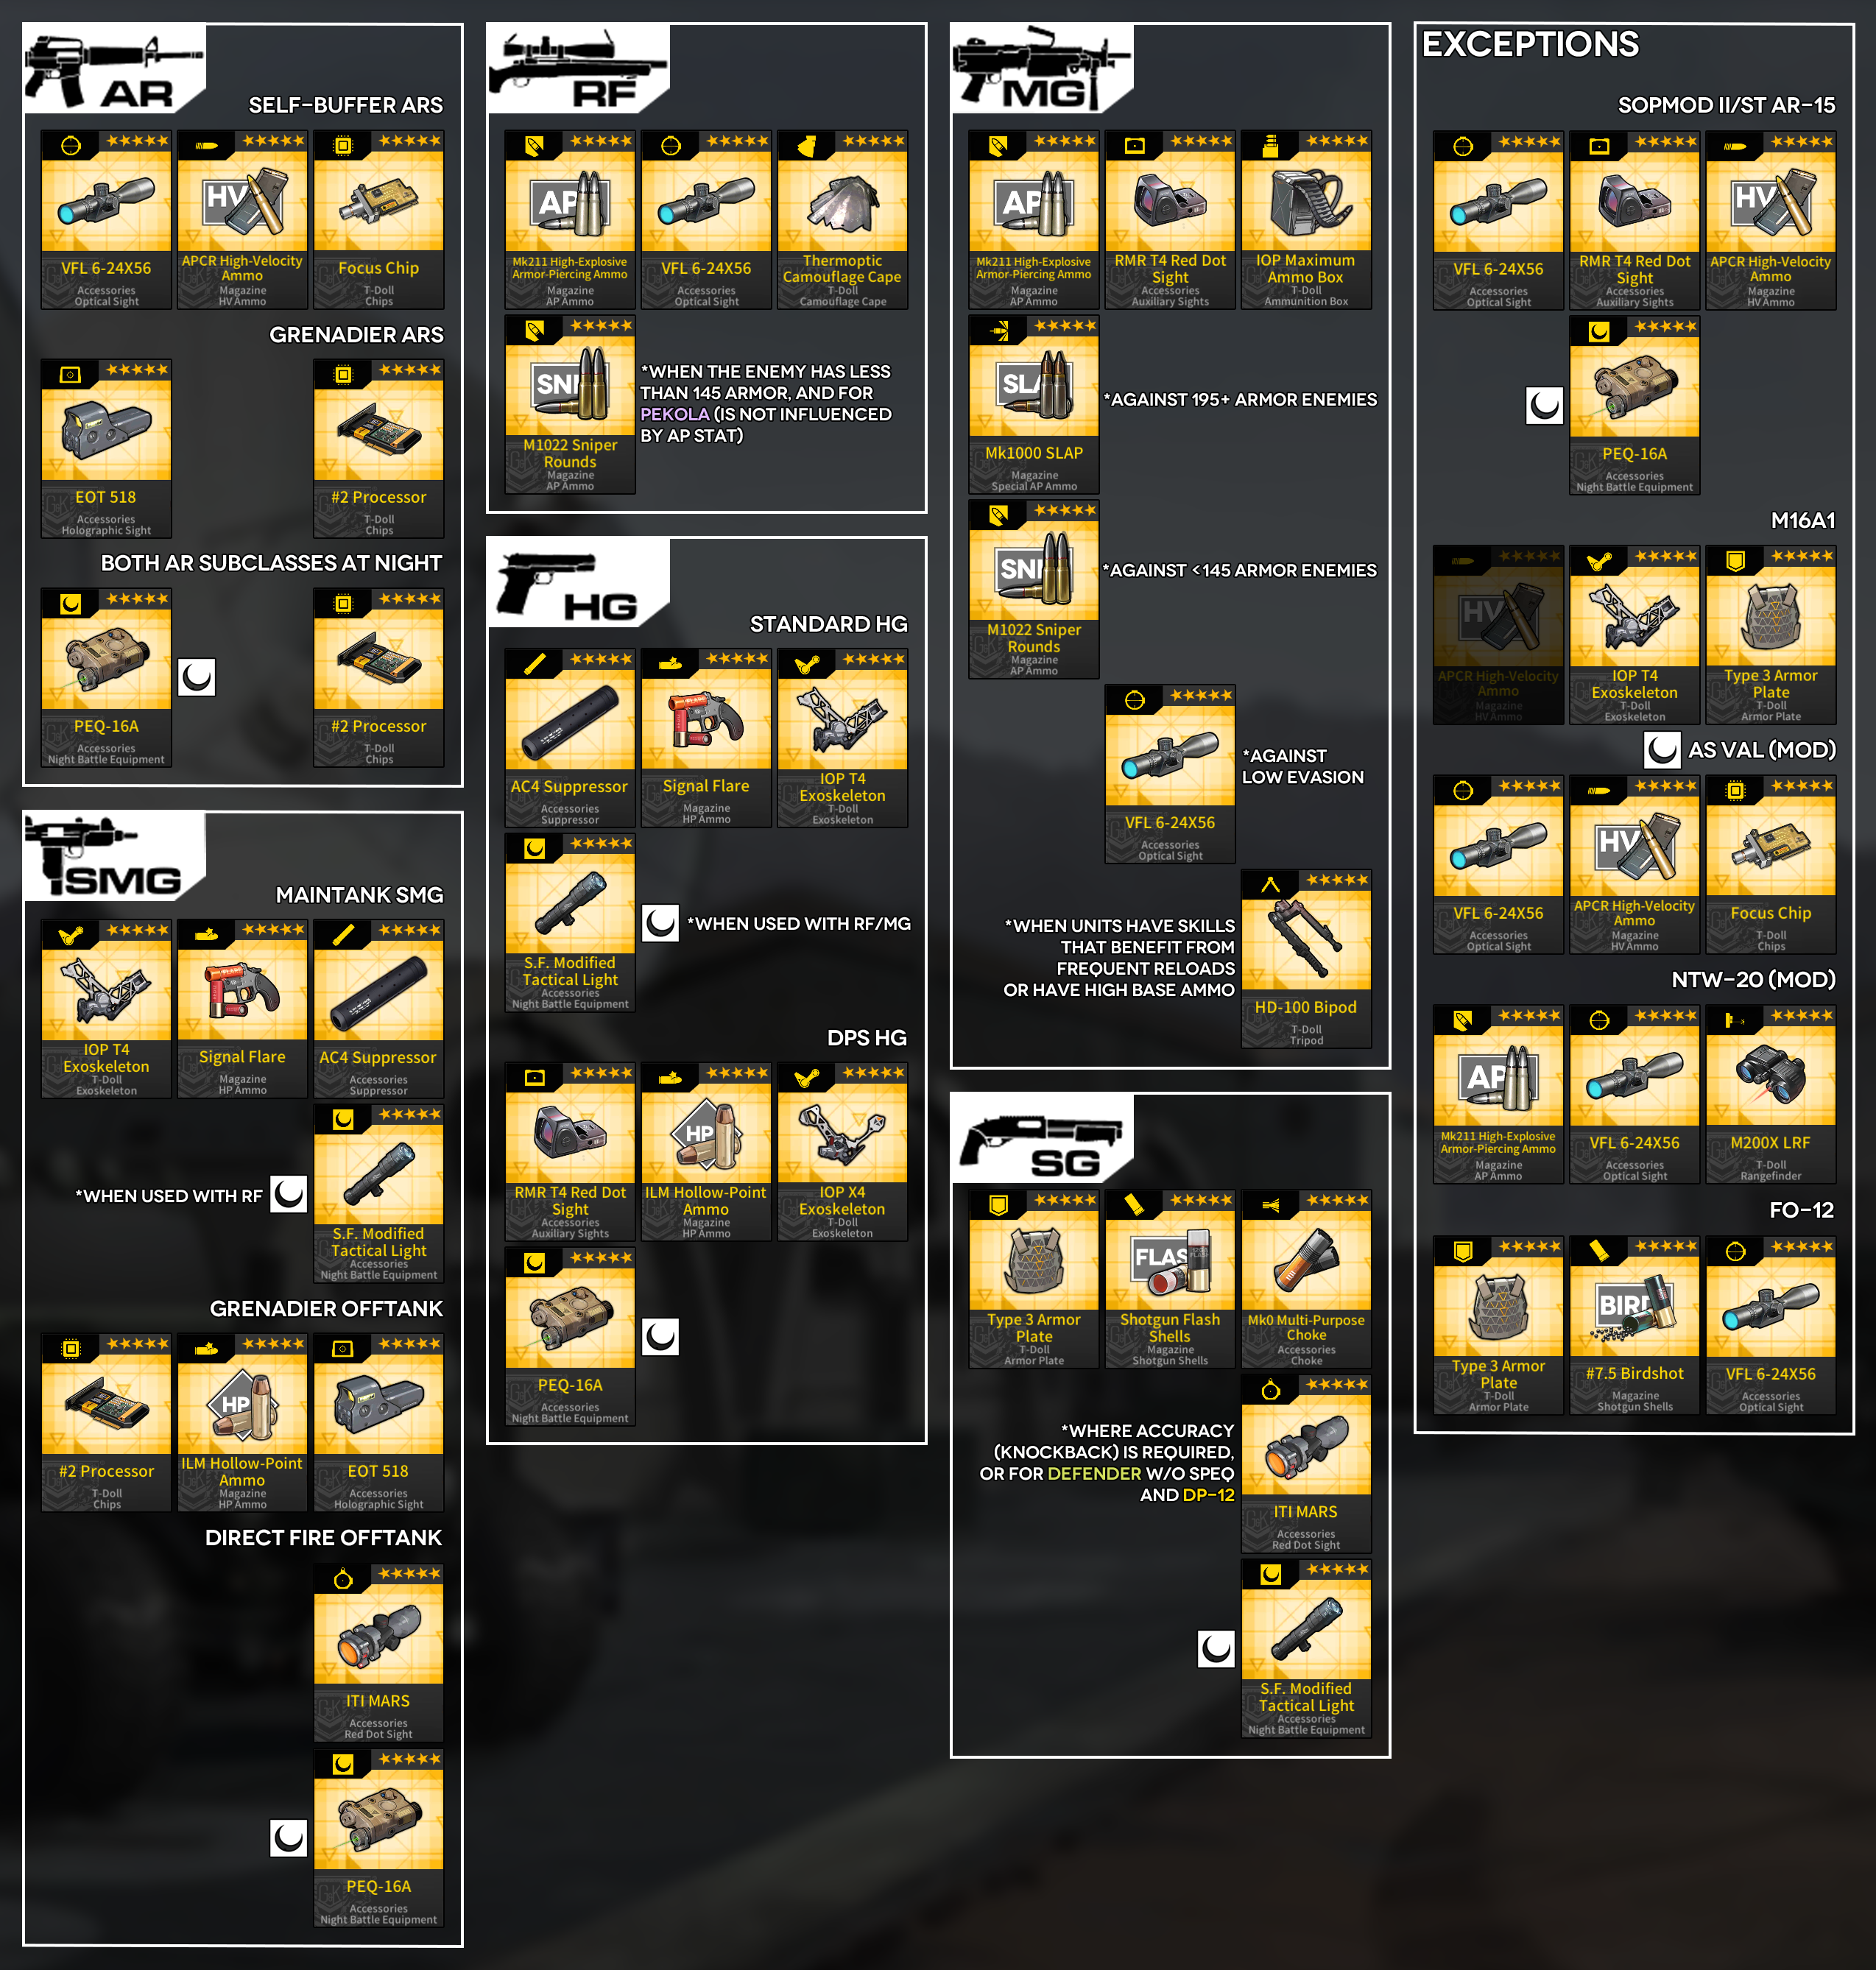 AR
SELF-BUFFER ARS
VFL 6-24X56
Accessories
Optical Sight
HV
APCR High-Velocity
Ammo
Magazine
HV Ammo
Focus Chip
T-Doll
Chips
GRENADIER ARS
EOT 518
Accessories
Holographic Sight
#2 Processor
T-Doll
Chips
BOTH AR SUBCLASSES AT NIGHT
PEQ-16A
Accessories
Night Battle Equipment
#2 Processor
T-Doll
Chips
SMG
MAINTANK SMG
IOP T4
Exoskeleton
T-Doll
Exoskeleton
Signal Flare
Magazine
HP Ammo
AC4 Suppressor
Accessories
Suppressor
*WHEN USED WITH RF
S.F. Modified
Tactical Light
Accessories
Night Battle Equipment
GRENADIER OFFTANK
#2 Processor
T-Doll
Chips
HP
ILM Hollow-Point
Ammo
Magazine
HP Ammo
EOT 518
Accessories
Holographic Sight
DIRECT FIRE OFFTANK
ITI MARS
Accessories
Red Dot Sight
PEQ-16A
Accessories
Night Battle Equipment
RF
AP
Mk211 High-Explosive
Armor-Piercing Ammo
Magazine
AP Ammo
VFL 6-24X56
Accessories
Optical Sight
Thermoptic
Camouflage Cape
T-Doll
Camouflage Cape
SNI
M1022 Sniper
Rounds
Magazine
AP Ammo
*WHEN THE ENEMY HAS LESS
THAN 145 ARMOR, AND FOR
PEKOLA (IS NOT INFLUENCED
BY AP STAT)
HG
STANDARD HG
AC4 Suppressor
Accessories
Suppressor
Signal Flare
Magazine
HP Ammo
IOP T4
Exoskeleton
T-Doll
Exoskeleton
S.F. Modified
Tactical Light
Accessories
Night Battle Equipment
*WHEN USED WITH RF/MG
DPS HG
RMR T4 Red Dot
Sight
Accessories
Auxiliary Sights
HP
ILM Hollow-Point
Ammo
Magazine
HP Ammo
IOP X4
Exoskeleton
T-Doll
Exoskeleton
PEQ-16A
Accessories
Night Battle Equipment
MG
AP
Mk211 High-Explosive
Armor-Piercing Ammo
Magazine
AP Ammo
RMR T4 Red Dot
Sight
Accessories
Auxiliary Sights
IOP Maximum
Ammo Box
T-Doll
Ammunition Box
SLA
Mk1000 SLAP
Magazine
Special AP Ammo
*AGAINST 195+ ARMOR ENEMIES
SNI
M1022 Sniper
Rounds
Magazine
AP Ammo
*AGAINST <145 ARMOR ENEMIES
VFL 6-24X56
Accessories
Optical Sight
*AGAINST
LOW EVASION
*WHEN UNITS HAVE SKILLS
THAT BENEFIT FROM
FREQUENT RELOADS
OR HAVE HIGH BASE AMMO
HD-100 Bipod
T-Doll
Tripod
SG
Type 3 Armor
Plate
T-Doll
Armor Plate
FLAS
Shotgun Flash
Shells
Magazine
Shotgun Shells
Mk0 Multi-Purpose
Choke
Accessories
Choke
*WHERE ACCURACY
(KNOCKBACK) IS REQUIRED,
OR FOR DEFENDER W/O SPEQ
AND DP-12
ITI MARS
Accessories
Red Dot Sight
S.F. Modified
Tactical Light
Accessories
Night Battle Equipment
EXCEPTIONS
SOPMOD II/ST AR-15
VFL 6-24X56
Accessories
Optical Sight
RMR T4 Red Dot
Sight
Accessories
Auxiliary Sights
HV
APCR High-Velocity
Ammo
Magazine
HV Ammo
PEQ-16A
Accessories
Night Battle Equipment
M16A1
HV
APCR High-Velocity
Ammo
Magazine
HV Ammo
IOP T4
Exoskeleton
T-Doll
Exoskeleton
Type 3 Armor
Plate
T-Doll
Armor Plate
AS VAL (MOD)
VFL 6-24X56
Accessories
Optical Sight
HV
APCR High-Velocity
Ammo
Magazine
HV Ammo
Focus Chip
T-Doll
Chips
NTW-20 (MOD)
AP
Mk211 High-Explosive
Armor-Piercing Ammo
Magazine
AP Ammo
VFL 6-24X56
Accessories
Optical Sight
M200X LRF
T-Doll
Rangefinder
FO-12
Type 3 Armor
Plate
T-Doll
Armor Plate
BIRD
#7.5 Birdshot
Magazine
Shotgun Shells
VFL 6-24X56
Accessories
Optical Sight